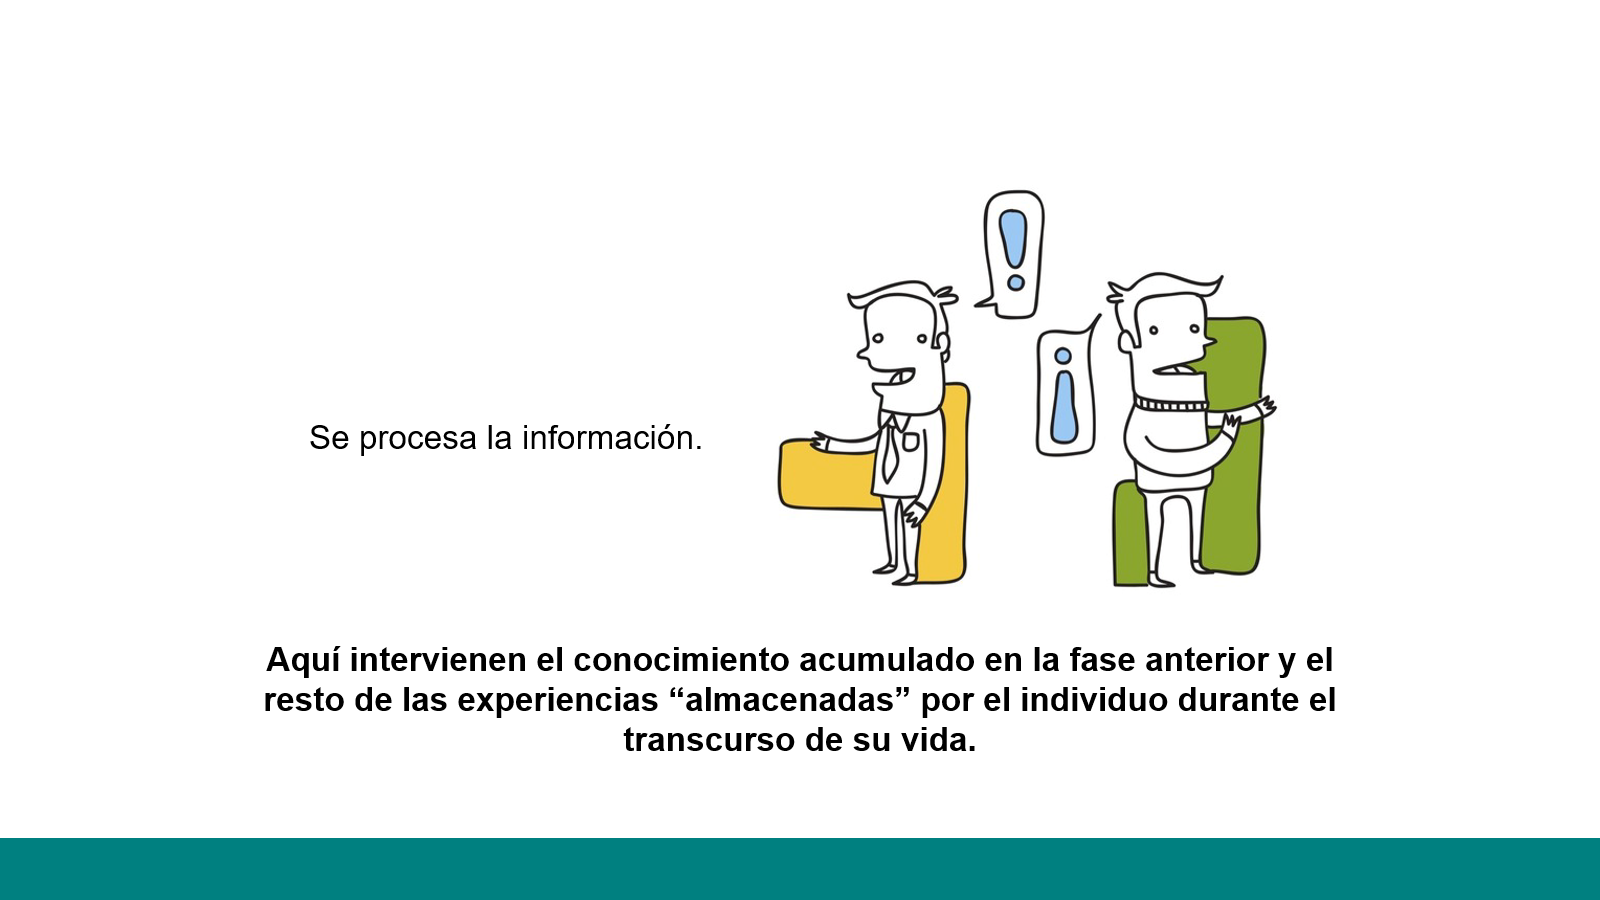 Se procesa la información.
Aquí intervienen el conocimiento acumulado en la fase anterior y el
resto de las experiencias “almacenadas” por el individuo durante el
transcurso de su vida.